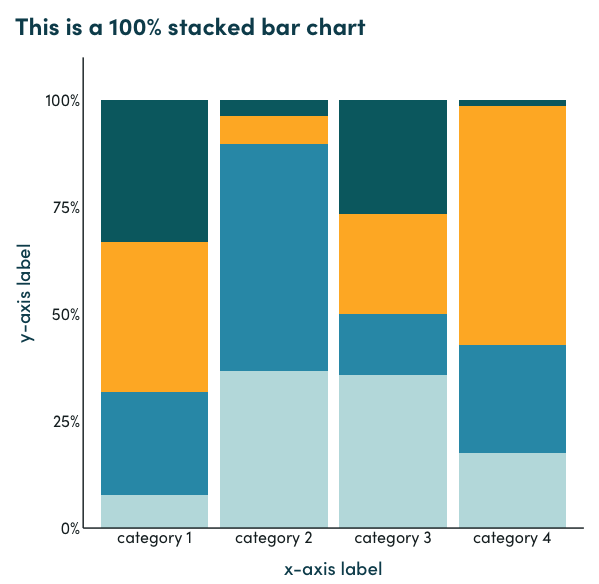 This is a 100% stacked bar chart
100%
75%
50%
25%
0%
y-axis label
category 1
category 2
category 3
category 4
x-axis label